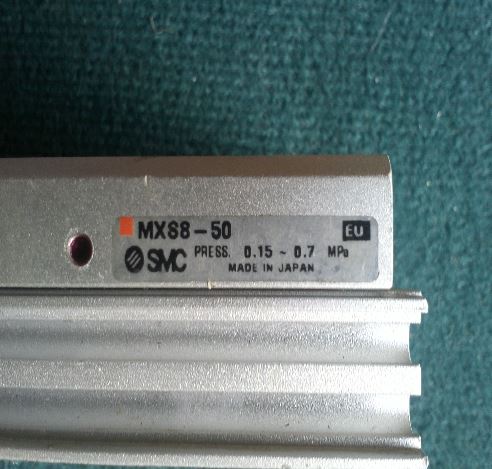 MXS8-50 EU
SMC PRESS. 0.15 ~ 0.7 MPa
MADE IN JAPAN